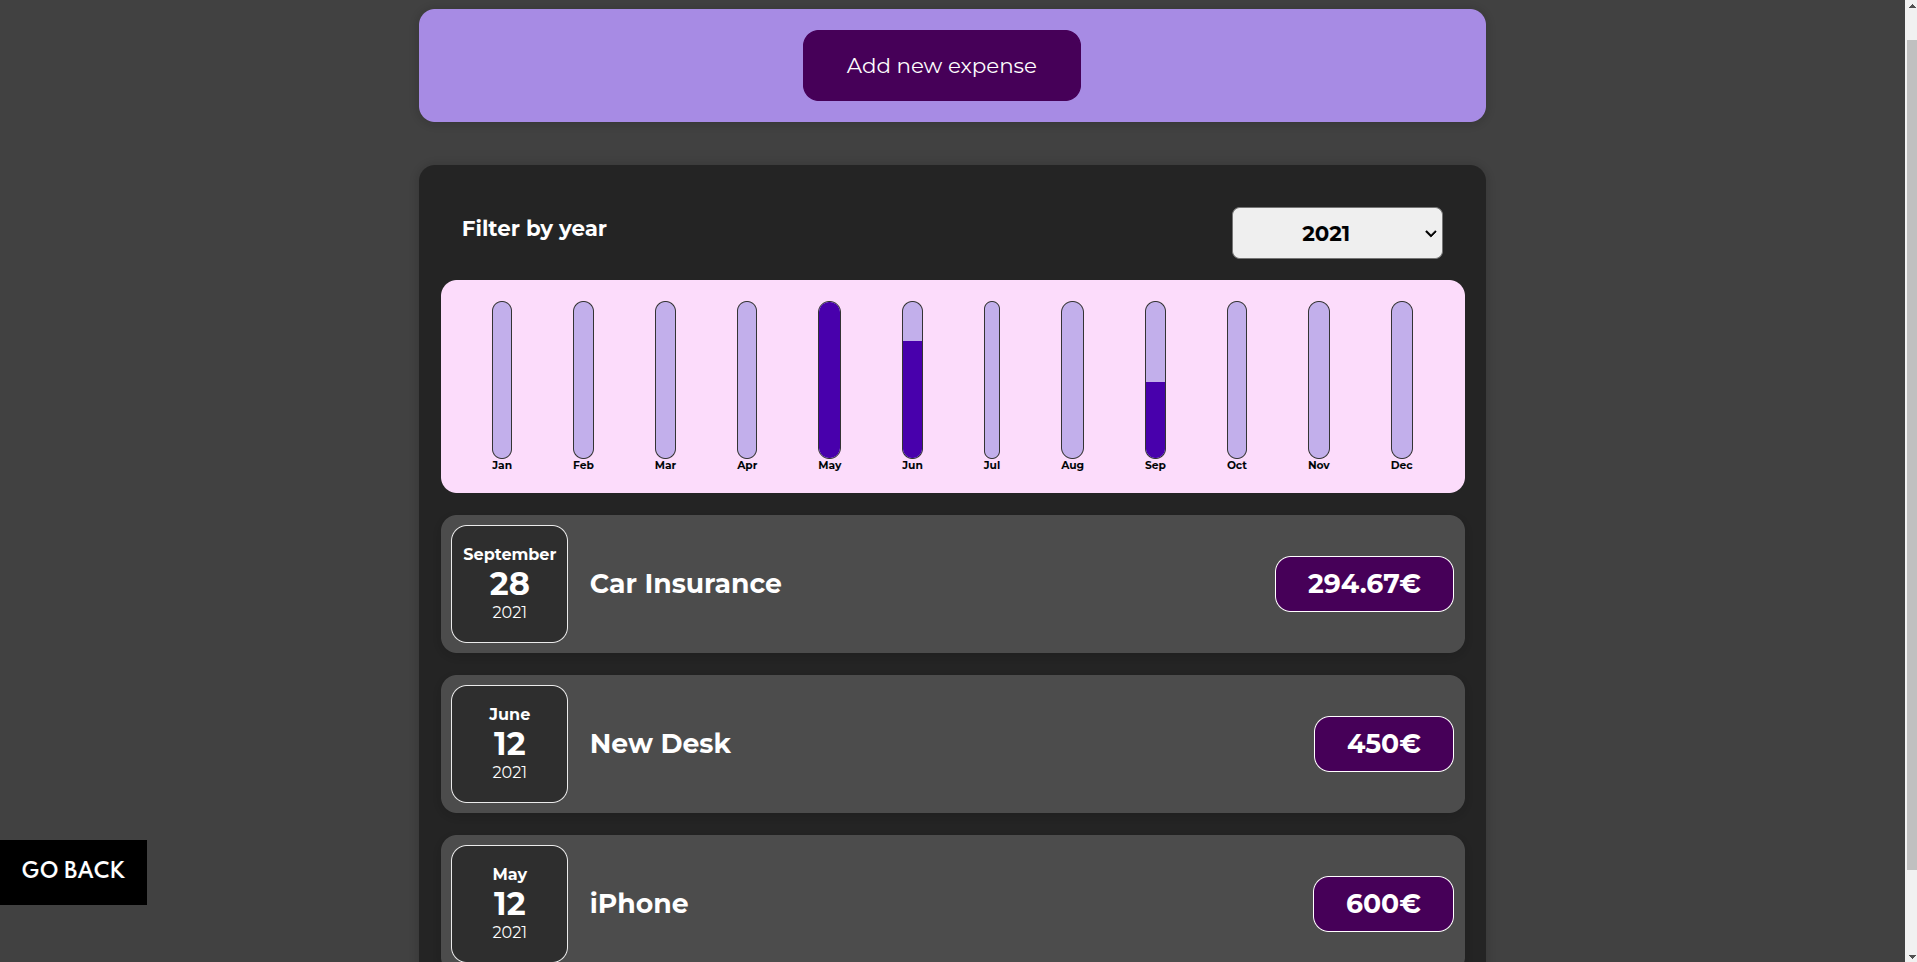 Add new expense
Filter by year
2021
Jan Feb Mar Apr May Jun Jul Aug Sep Oct Nov Dec
September
28
2021
Car Insurance
294.67€
June
12
2021
New Desk
450€
May
12
2021
iPhone
600€
GO BACK